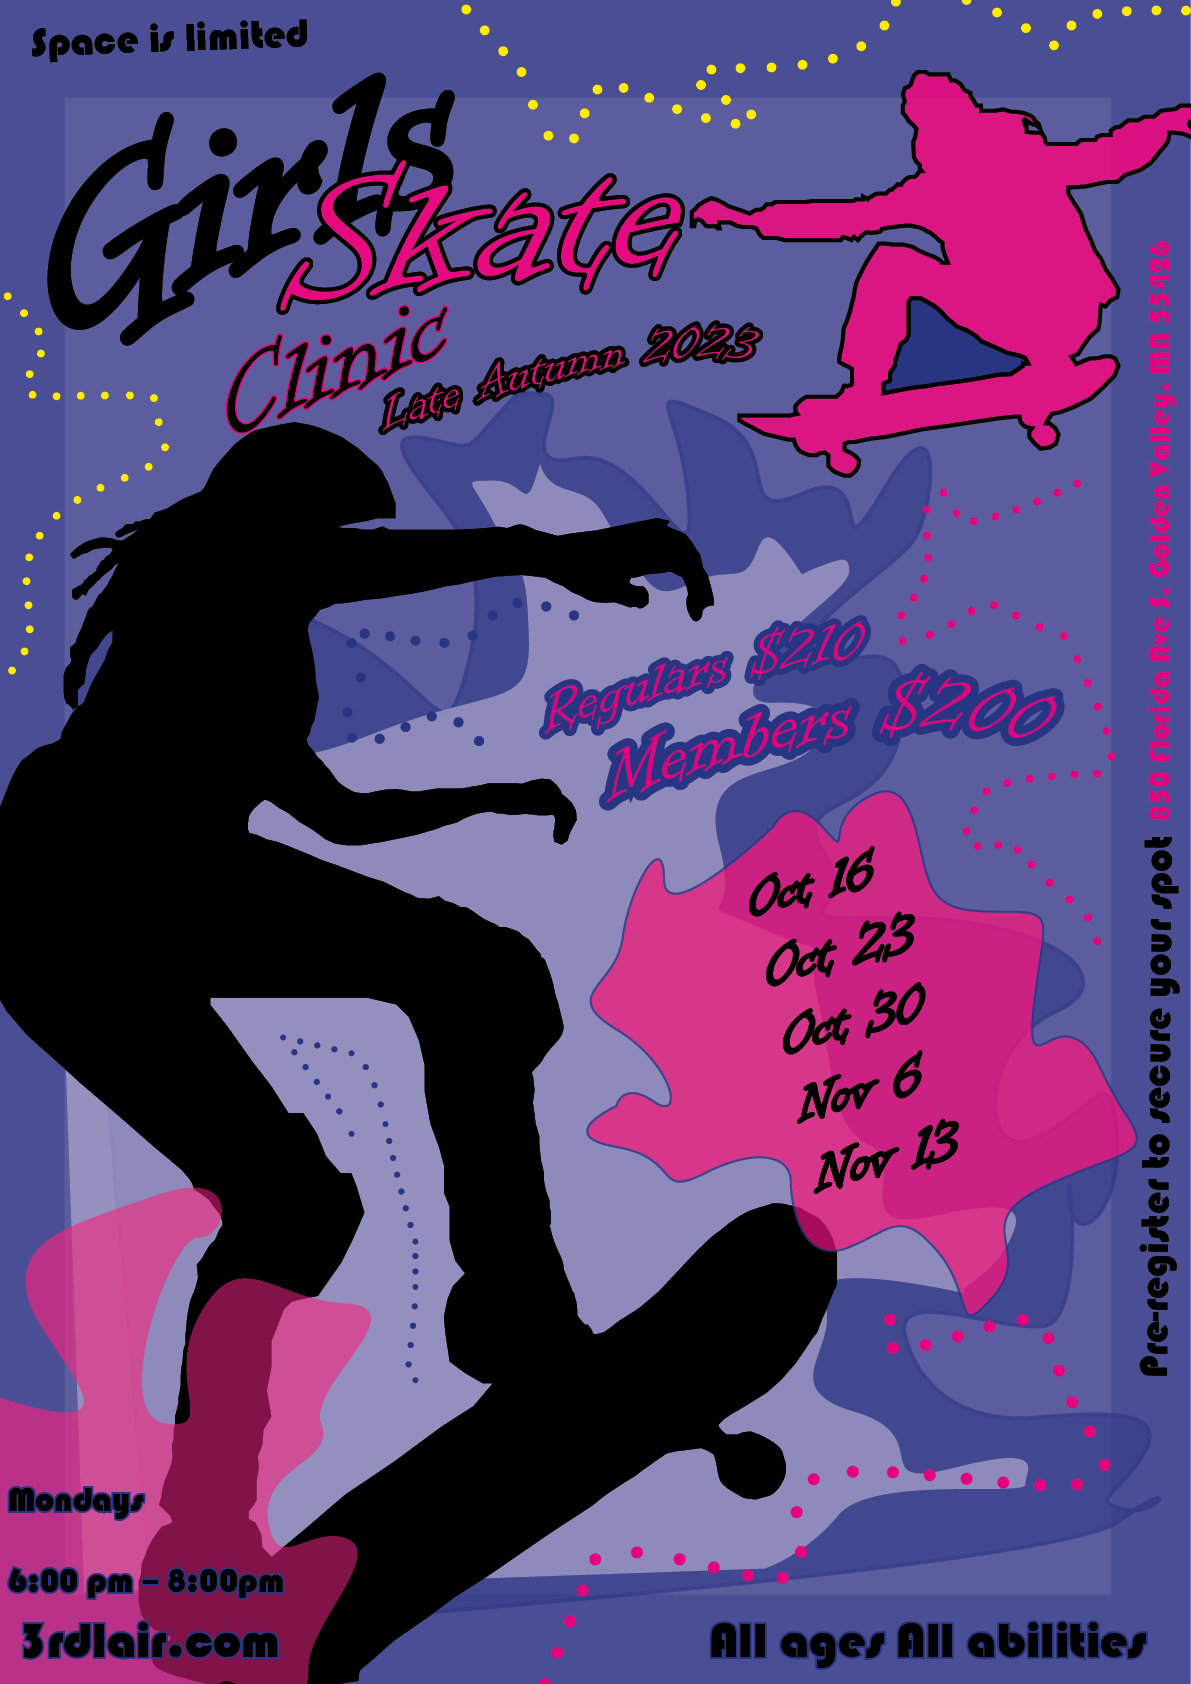 Space is limited
Girls
Skate
Clinic
Late Autumn 2023
Regulars $210
Members $200
Oct 16
Oct 23
Oct 30
Nov 6
Nov 13
Pre-register to secure your spot
850 Florida Ave S. Golden Valley, MN 55426
Mondays
6:00 pm – 8:00pm
3rdlair.com
All ages All abilities